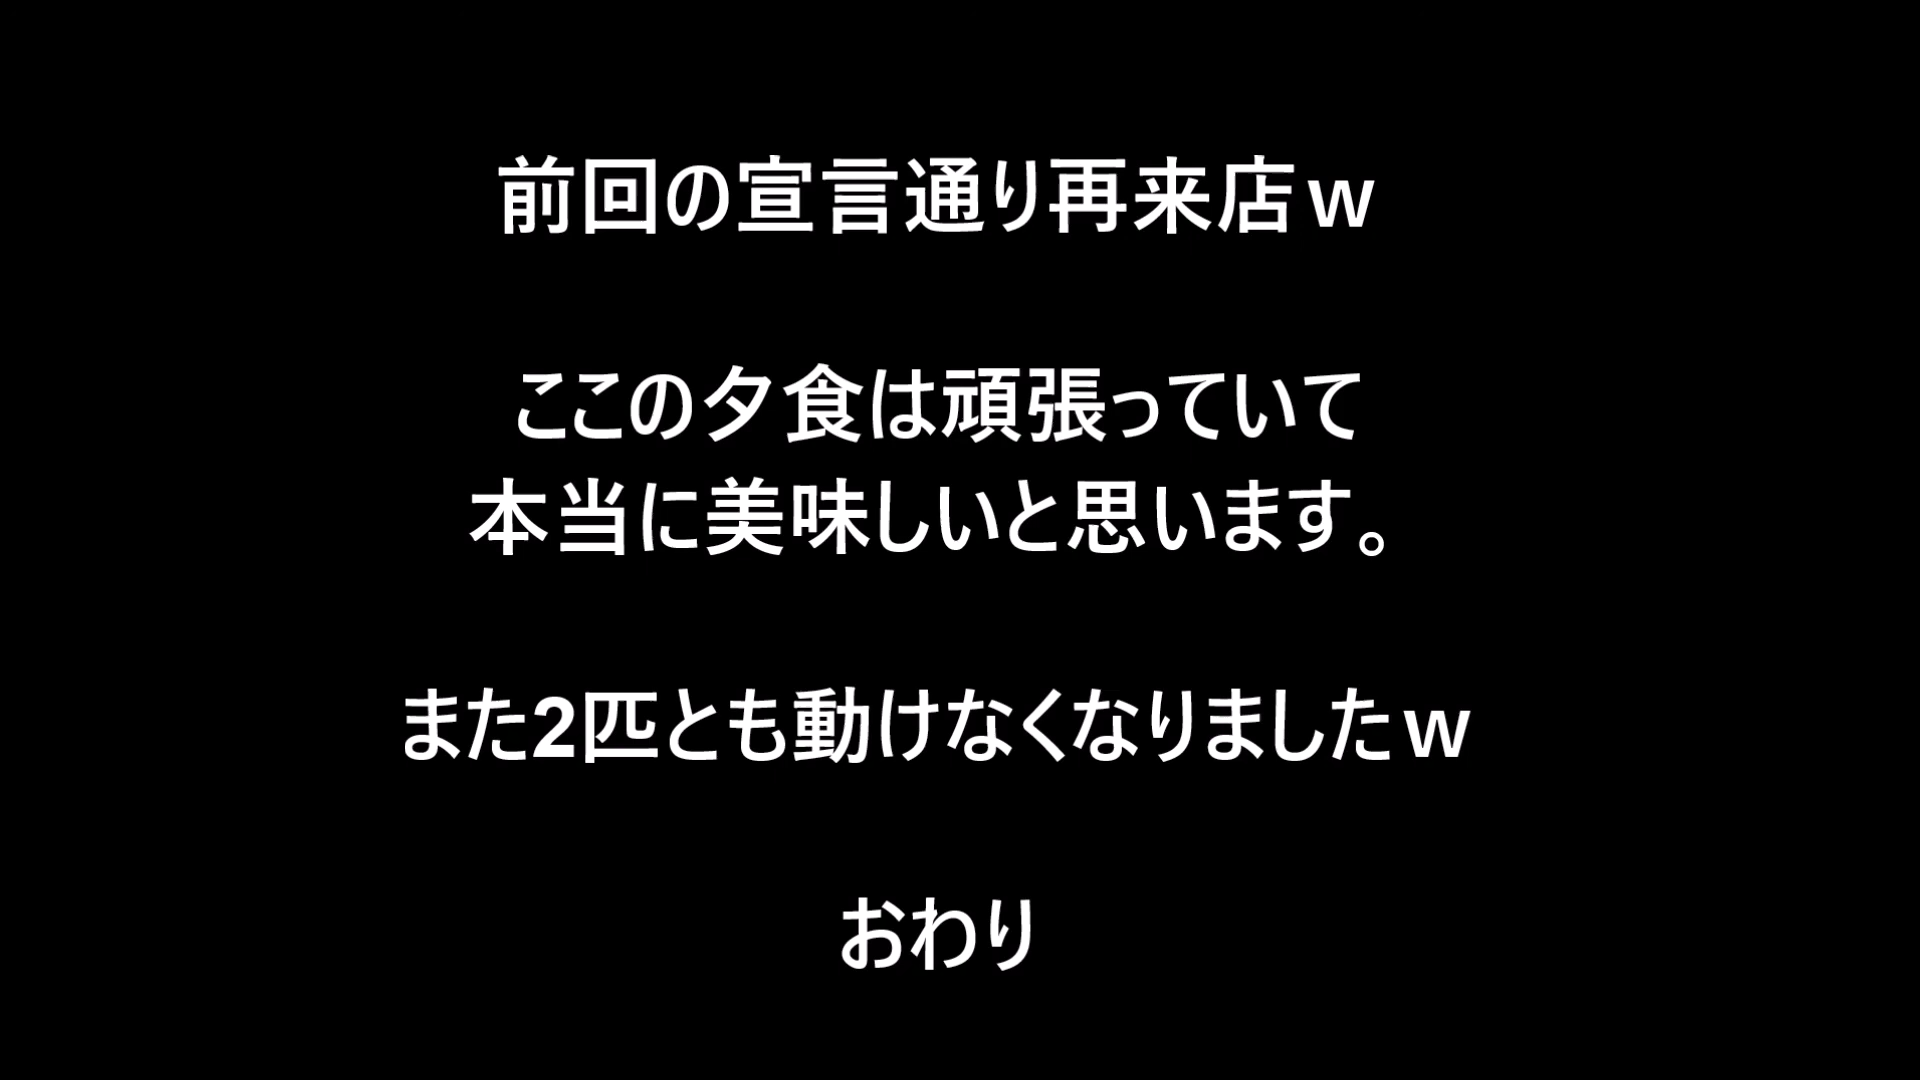 前回の宣言通り再来店w
ここの夕食は頑張っていて
本当に美味しいと思います。
また2匹とも動けなくなりましたw
おわり